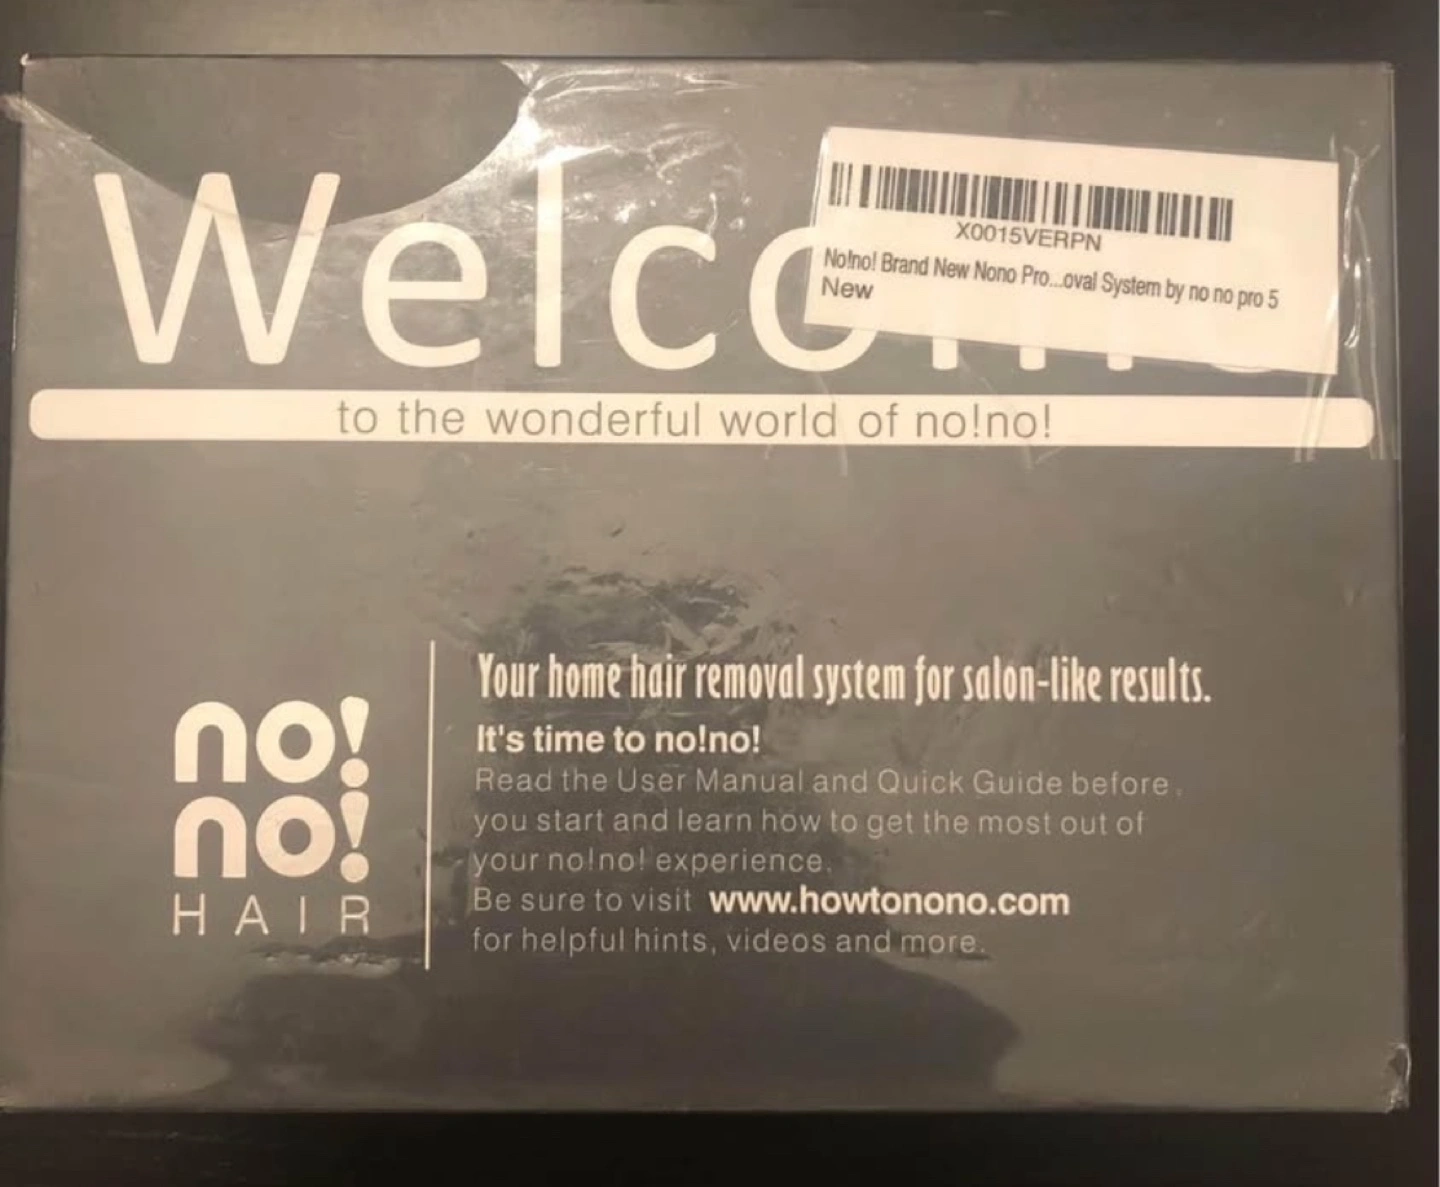 Welcome
X0015VERPN
No!no! Brand New Nono Pro...oval System by no no pro 5
New
to the wonderful world of no!no!
no!
no!
HAIR
Your home hair removal system for salon-like results.
It's time to no!no!
Read the User Manual and Quick Guide before
you start and learn how to get the most out of
your no!no! experience.
Be sure to visit www.howtonono.com
for helpful hints, videos and more.